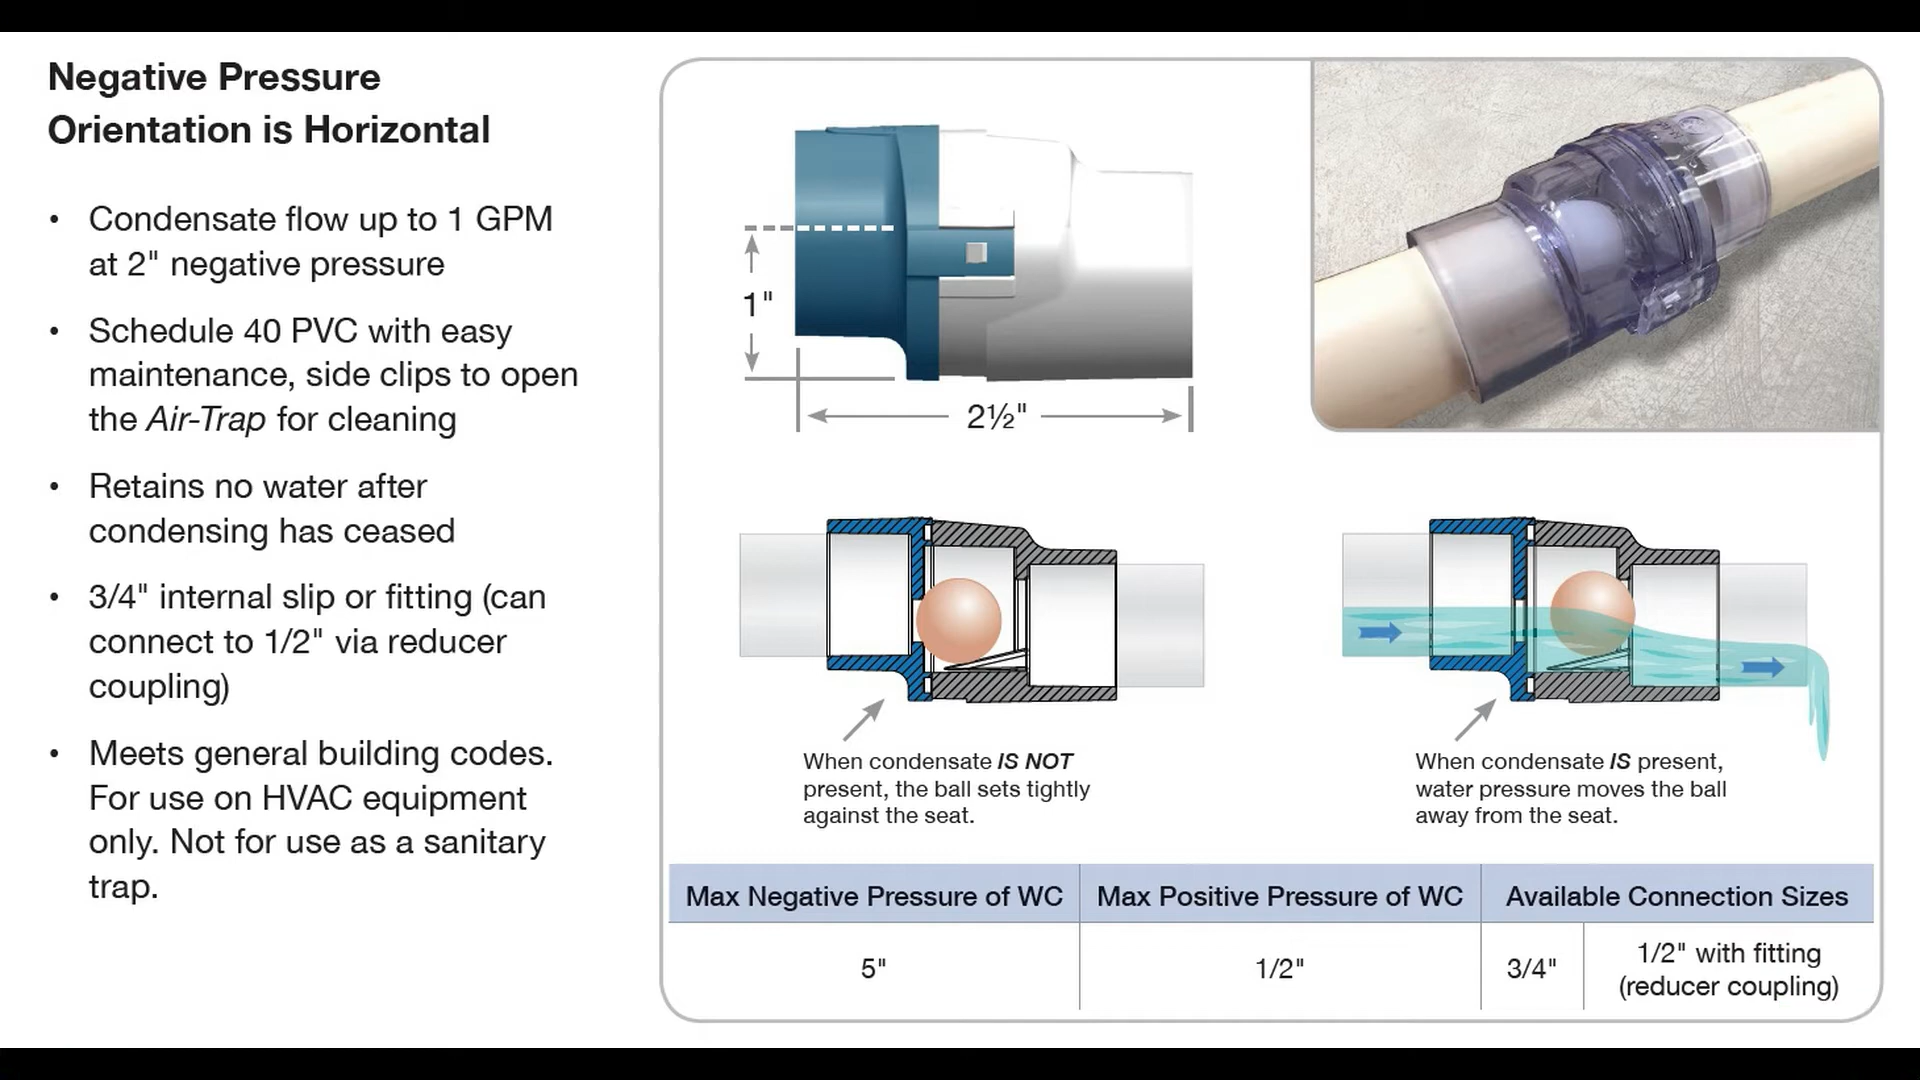 Negative Pressure
Orientation is Horizontal
• Condensate flow up to 1 GPM
at 2" negative pressure
• Schedule 40 PVC with easy
maintenance, side clips to open
the Air-Trap for cleaning
• Retains no water after
condensing has ceased
• 3/4" internal slip or fitting (can
connect to 1/2" via reducer
coupling)
• Meets general building codes.
For use on HVAC equipment
only. Not for use as a sanitary
trap.
1"
2½"
When condensate IS NOT
present, the ball sets tightly
against the seat.
When condensate IS present,
water pressure moves the ball
away from the seat.
Max Negative Pressure of WC Max Positive Pressure of WC Available Connection Sizes
5" 1/2" 3/4" 1/2" with fitting
(reducer coupling)